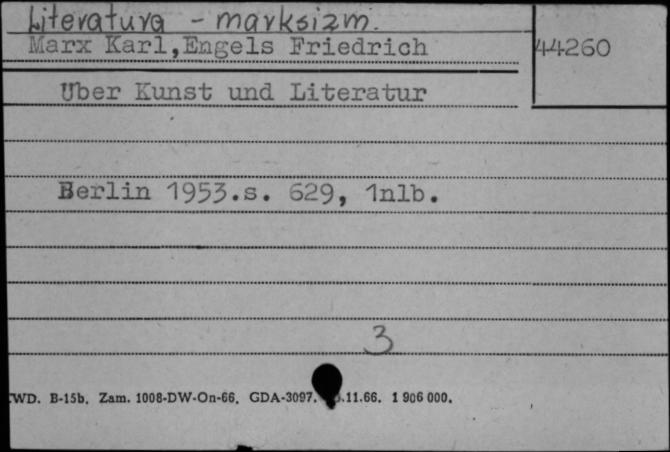 Literatura - marksizm.
Marx Karl,Engels Friedrich
44260
Uber Kunst und Literatur
Berlin 1953.s. 629, 1nlb.
3
WD. B-15b. Zam. 1008-DW-On-66. GDA-3097. .11.66. 1 906 000.